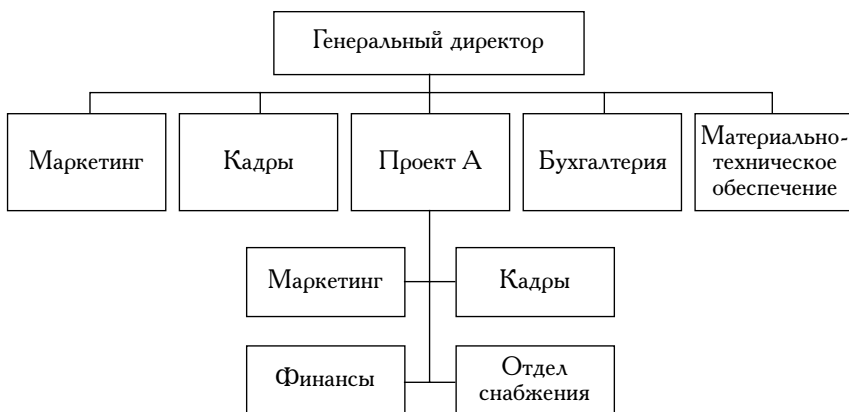 Генеральный директор
Маркетинг
Кадры
Проект А
Бухгалтерия
Материально-
техническое
обеспечение
Маркетинг
Кадры
Финансы
Отдел
снабжения